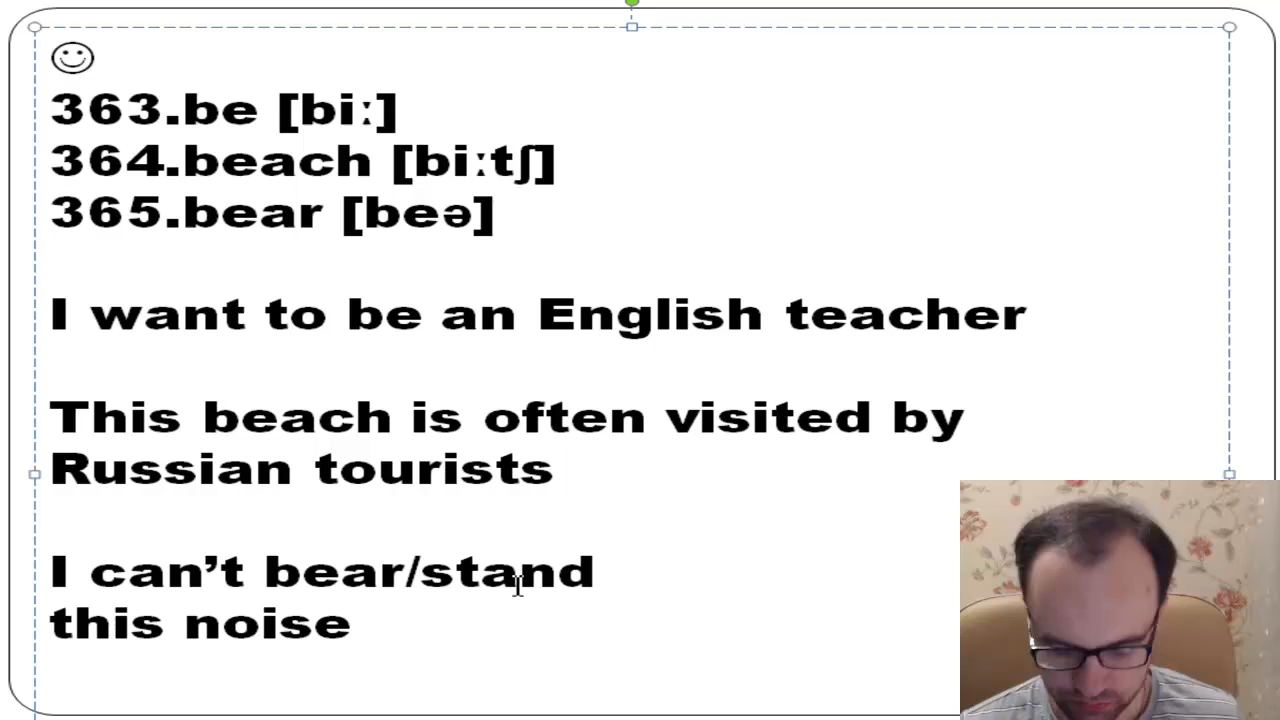 363.be [biː]
364.beach [biːtʃ]
365.bear [beə]
I want to be an English teacher
This beach is often visited by
Russian tourists
I can’t bear/stand
this noise